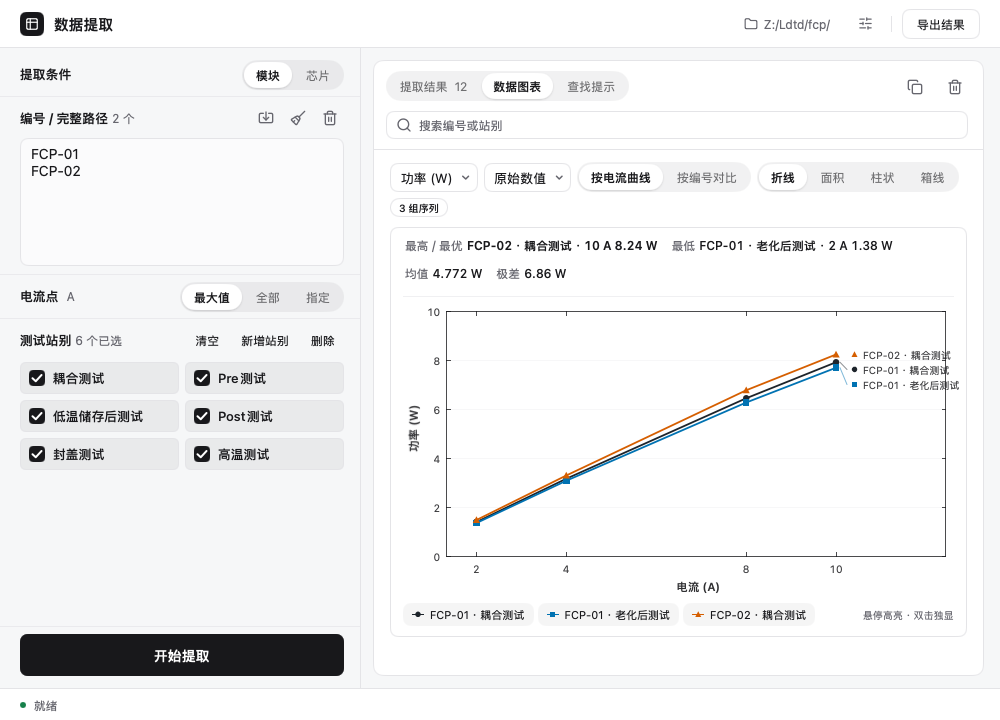 数据提取
Z:/Ldtd/fcp/
导出结果
提取条件
模块
芯片
编号 / 完整路径 2 个
FCP-01
FCP-02
电流点 A
最大值
全部
指定
测试站别 6 个已选
清空
新增站别
删除
耦合测试
Pre测试
低温储存后测试
Post测试
封盖测试
高温测试
开始提取
就绪
提取结果 12
数据图表
查找提示
搜索编号或站别
功率 (W)
原始数值
按电流曲线
按编号对比
折线
面积
柱状
箱线
3 组序列
最高 / 最优 FCP-02 · 耦合测试 · 10 A 8.24 W 最低 FCP-01 · 老化后测试 · 2 A 1.38 W
均值 4.772 W 极差 6.86 W
10
8
6
4
2
0
功率 (W)
FCP-02 · 耦合测试
FCP-01 · 耦合测试
FCP-01 · 老化后测试
2
4
8
10
电流 (A)
FCP-01 · 耦合测试
FCP-01 · 老化后测试
FCP-02 · 耦合测试
悬停高亮 · 双击独显